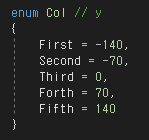 enum Col // y
{
    First = -140,
    Second = -70,
    Third = 0,
    Forth = 70,
    Fifth = 140
}